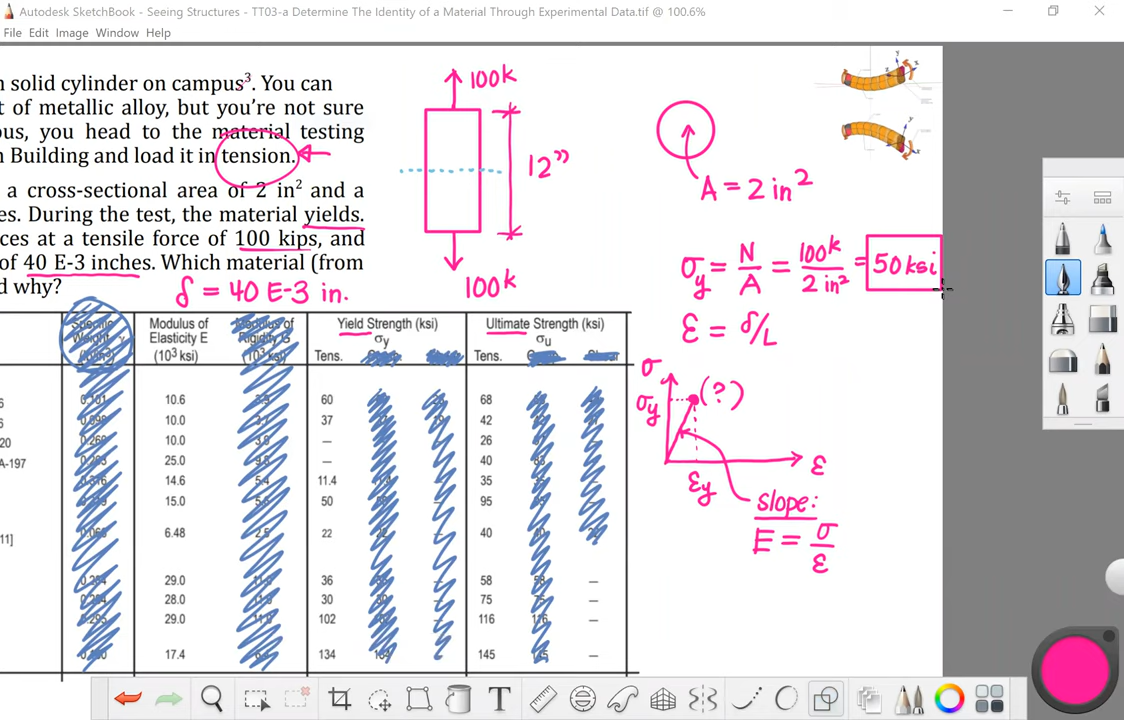 Autodesk SketchBook - Seeing Structures - TT03-a Determine The Identity of a Material Through Experimental Data.tif @ 100.6%
File Edit Image Window Help
n solid cylinder on campus³. You can
t of metallic alloy, but you're not sure
ous, you head to the material testing
n Building and load it in tension.
a cross-sectional area of 2 in² and a
es. During the test, the material yields.
ces at a tensile force of 100 kips, and
of 40 E-3 inches. Which material (from
d why?
δ = 40 E-3 in.
100k
12"
100k
A = 2 in²
σy = N/A = 100k/2 in² = 50 ksi
ε = δ/L
σ
σy
(?)
εy
ε
slope:
E = σ/ε
Modulus of Elasticity E (10³ ksi)
Yield Strength (ksi) σy
Ultimate Strength (ksi) σu
Tens. Tens.
6 10.6 60 68
6 10.0 37 42
20 10.0 – 26
A-197 25.0 – 40
14.6 11.4 35
15.0 50 95
11] 6.48 22 40
29.0 36 58 –
28.0 30 75 –
29.0 102 116 –
17.4 134 145 –